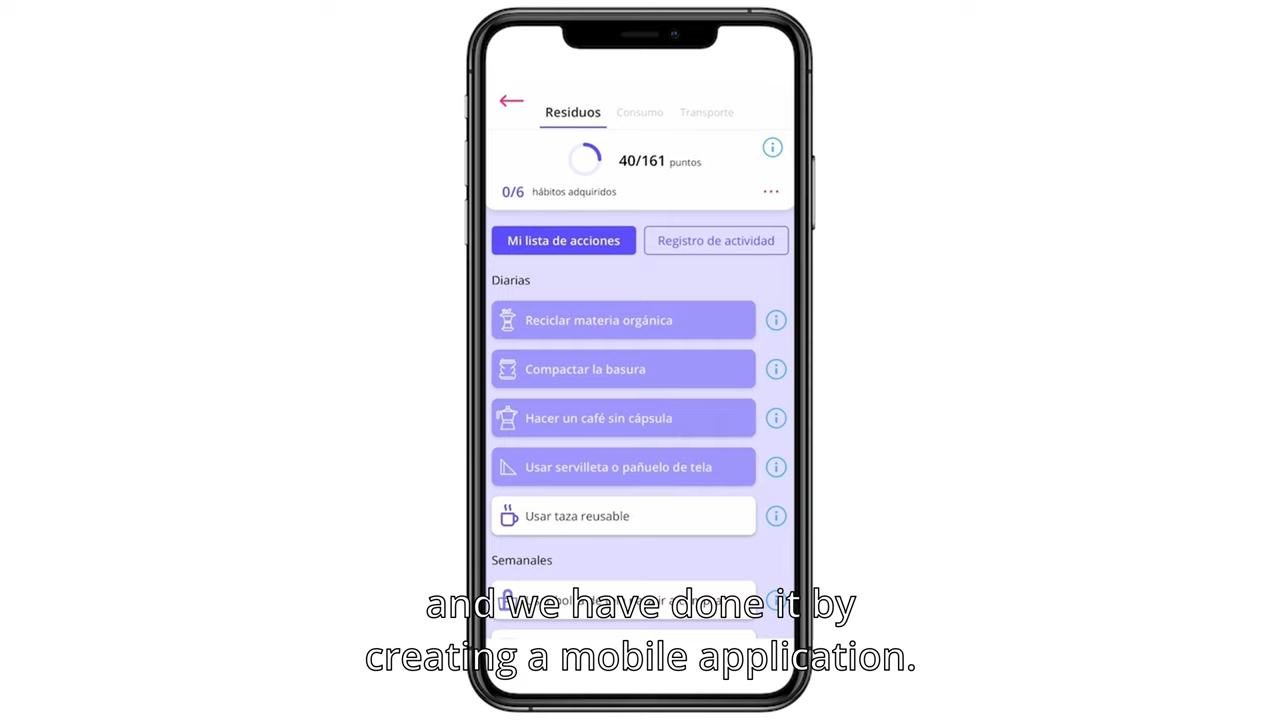 Residuos Consumo Transporte
40/161 puntos
0/6 hábitos adquiridos
Mi lista de acciones Registro de actividad
Diarias
Reciclar materia orgánica
Compactar la basura
Hacer un café sin cápsula
Usar servilleta o pañuelo de tela
Usar taza reusable
Semanales
and we have done it by
creating a mobile application.